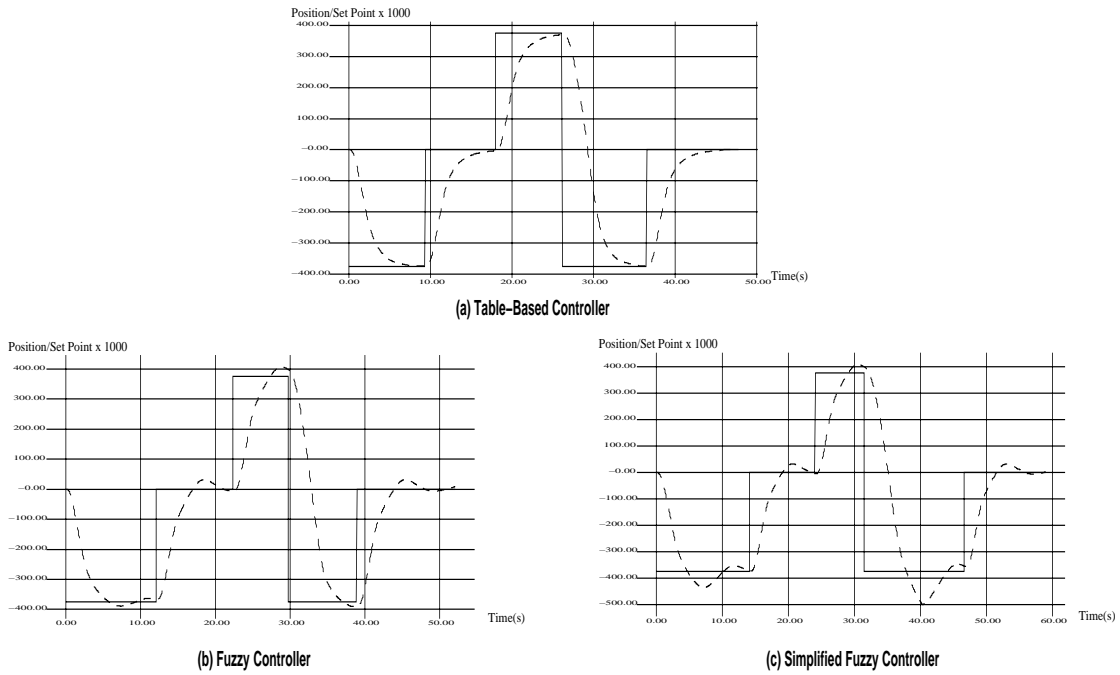 Position/Set Point x 1000
400.00
300.00
200.00
100.00
−0.00
−100.00
−200.00
−300.00
−400.00
0.00 10.00 20.00 30.00 40.00 50.00
Time(s)
(a) Table−Based Controller
Position/Set Point x 1000
400.00
300.00
200.00
100.00
−0.00
−100.00
−200.00
−300.00
−400.00
0.00 10.00 20.00 30.00 40.00 50.00
Time(s)
(b) Fuzzy Controller
Position/Set Point x 1000
400.00
300.00
200.00
100.00
−0.00
−100.00
−200.00
−300.00
−400.00
−500.00
0.00 10.00 20.00 30.00 40.00 50.00 60.00
Time(s)
(c) Simplified Fuzzy Controller